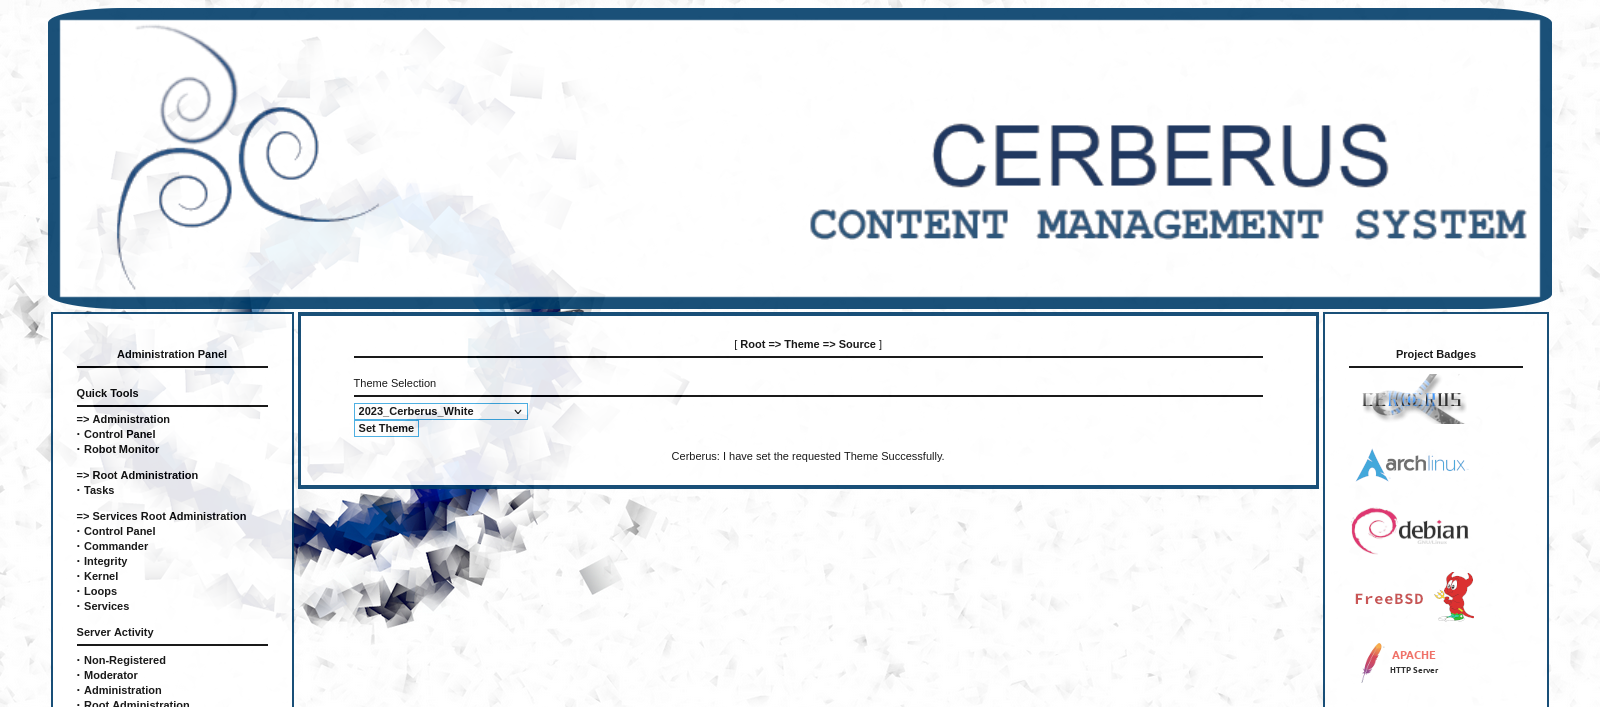 CERBERUS
CONTENT MANAGEMENT SYSTEM
Administration Panel
Quick Tools
=> Administration
· Control Panel
· Robot Monitor
=> Root Administration
· Tasks
=> Services Root Administration
· Control Panel
· Commander
· Integrity
· Kernel
· Loops
· Services
Server Activity
· Non-Registered
· Moderator
· Administration
· Root Administration
[ Root => Theme => Source ]
Theme Selection
2023_Cerberus_White
Set Theme
Cerberus: I have set the requested Theme Successfully.
Project Badges
CERBERUS
archlinux
debian
FreeBSD
APACHE
HTTP Server